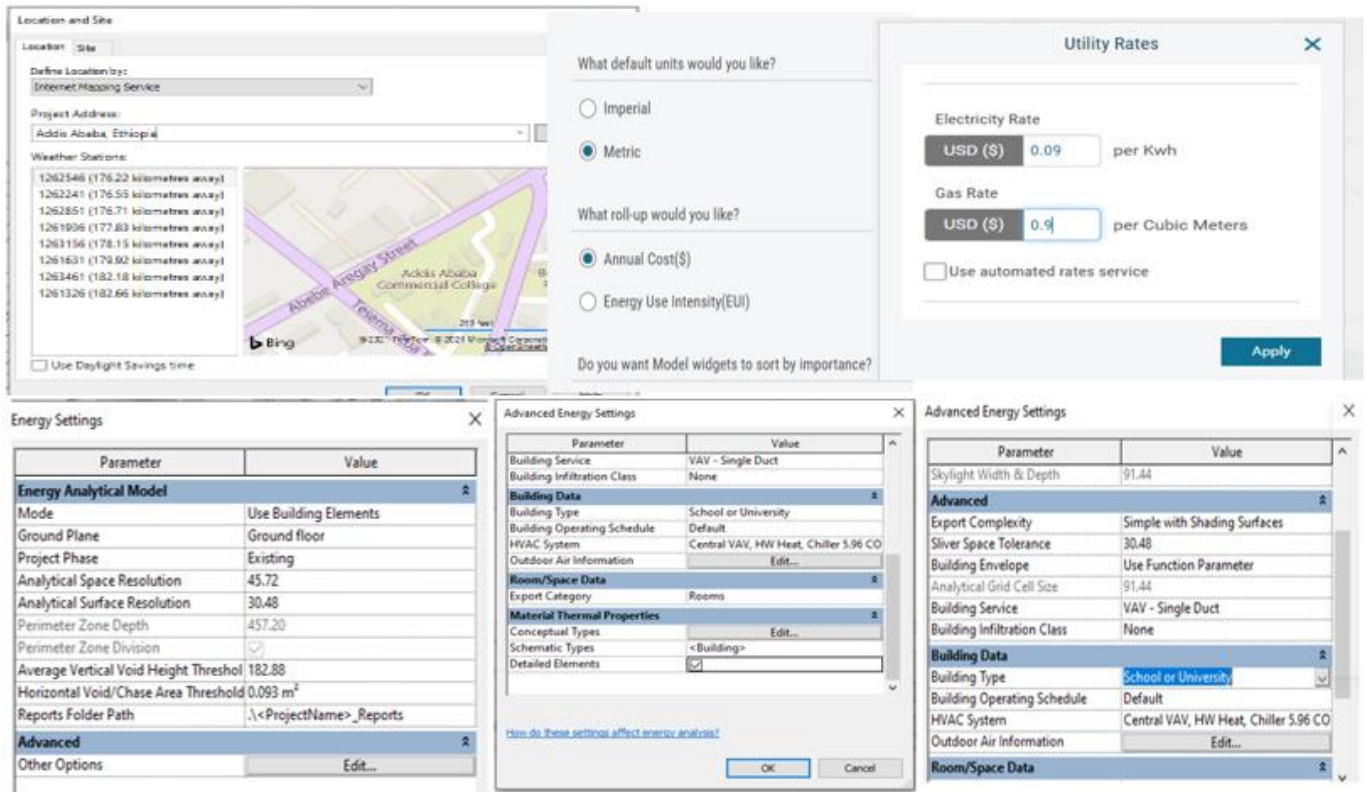 Location and Site
Location Site
Define Location by:
Internet Mapping Service
Project Address:
Addis Ababa, Ethiopia
Weather Stations:
1262546 (176.22 kilometres away)
1262241 (176.55 kilometres away)
1262851 (176.71 kilometres away)
1261936 (177.83 kilometres away)
1263156 (178.15 kilometres away)
1261631 (179.92 kilometres away)
1263461 (182.18 kilometres away)
1261326 (182.66 kilometres away)
Abebe Aregay Street
Addis Ababa
Commercial College
Bing
Use Daylight Savings time
What default units would you like?
Imperial
Metric
What roll-up would you like?
Annual Cost($)
Energy Use Intensity(EUI)
Do you want Model widgets to sort by importance?
Utility Rates
Electricity Rate
USD ($) 0.09 per Kwh
Gas Rate
USD ($) 0.9 per Cubic Meters
Use automated rates service
Apply
Energy Settings
Parameter Value
Energy Analytical Model
Mode Use Building Elements
Ground Plane Ground floor
Project Phase Existing
Analytical Space Resolution 45.72
Analytical Surface Resolution 30.48
Perimeter Zone Depth 457.20
Perimeter Zone Division
Average Vertical Void Height Threshol 182.88
Horizontal Void/Chase Area Threshold 0.093 m²
Reports Folder Path .\<ProjectName>_Reports
Advanced
Other Options Edit...
Advanced Energy Settings
Parameter Value
Building Service VAV - Single Duct
Building Infiltration Class None
Building Data
Building Type School or University
Building Operating Schedule Default
HVAC System Central VAV, HW Heat, Chiller 5.96 CO
Outdoor Air Information Edit...
Room/Space Data
Export Category Rooms
Material Thermal Properties
Conceptual Types Edit...
Schematic Types <Building>
Detailed Elements
How do these settings affect energy analysis?
OK Cancel
Advanced Energy Settings
Parameter Value
Skylight Width & Depth 91.44
Advanced
Export Complexity Simple with Shading Surfaces
Sliver Space Tolerance 30.48
Building Envelope Use Function Parameter
Analytical Grid Cell Size 91.44
Building Service VAV - Single Duct
Building Infiltration Class None
Building Data
Building Type School or University
Building Operating Schedule Default
HVAC System Central VAV, HW Heat, Chiller 5.96 CO
Outdoor Air Information Edit...
Room/Space Data